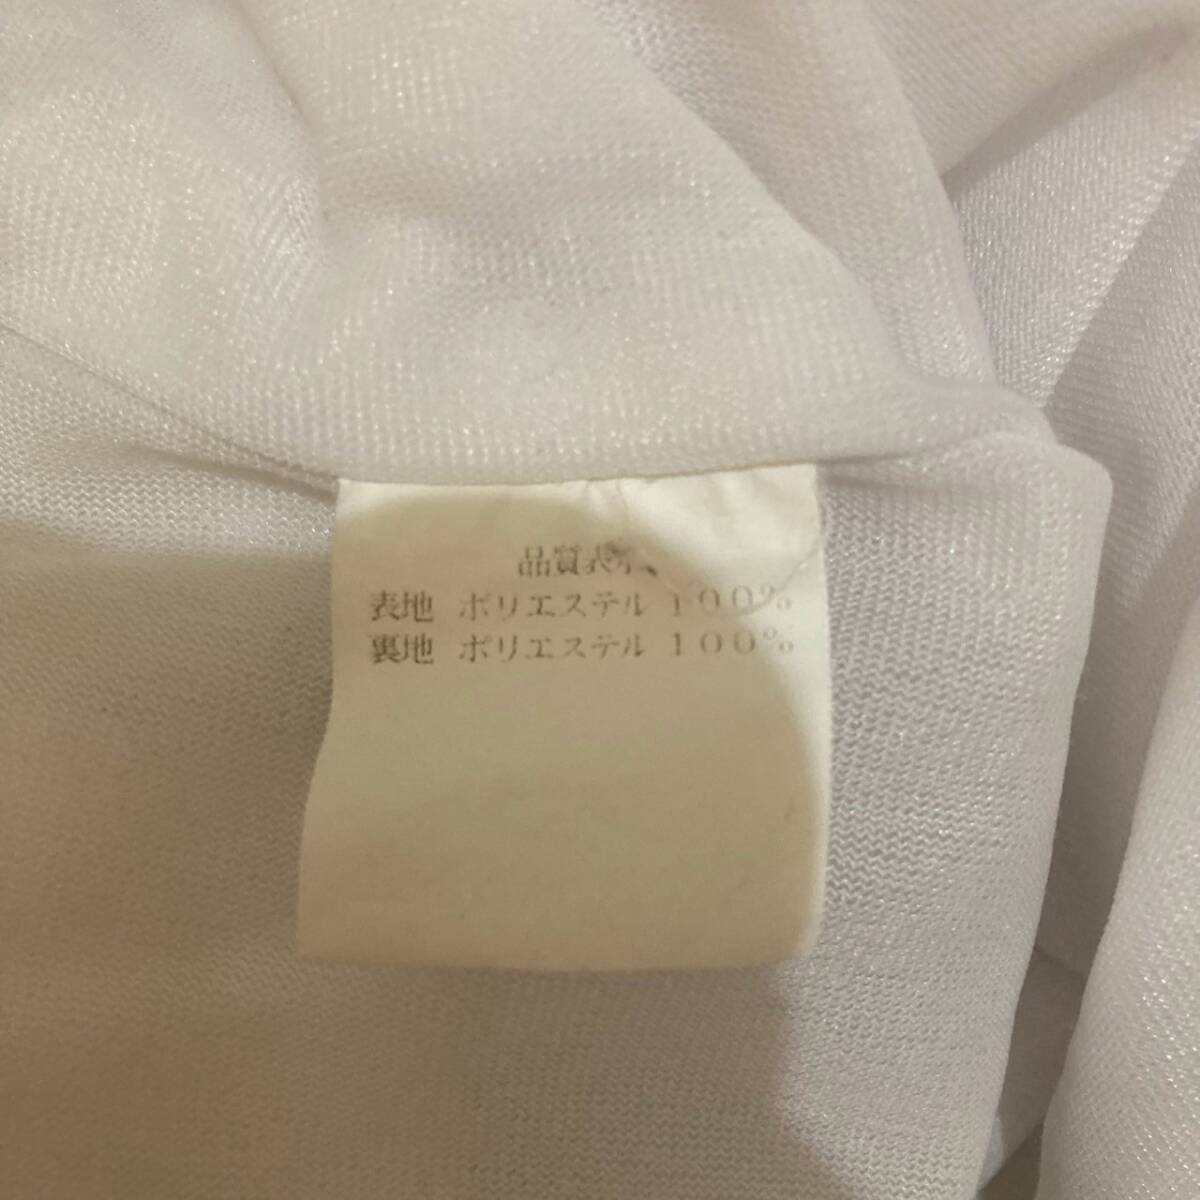 品質表示
表地 ポリエステル 100%
裏地 ポリエステル 100%